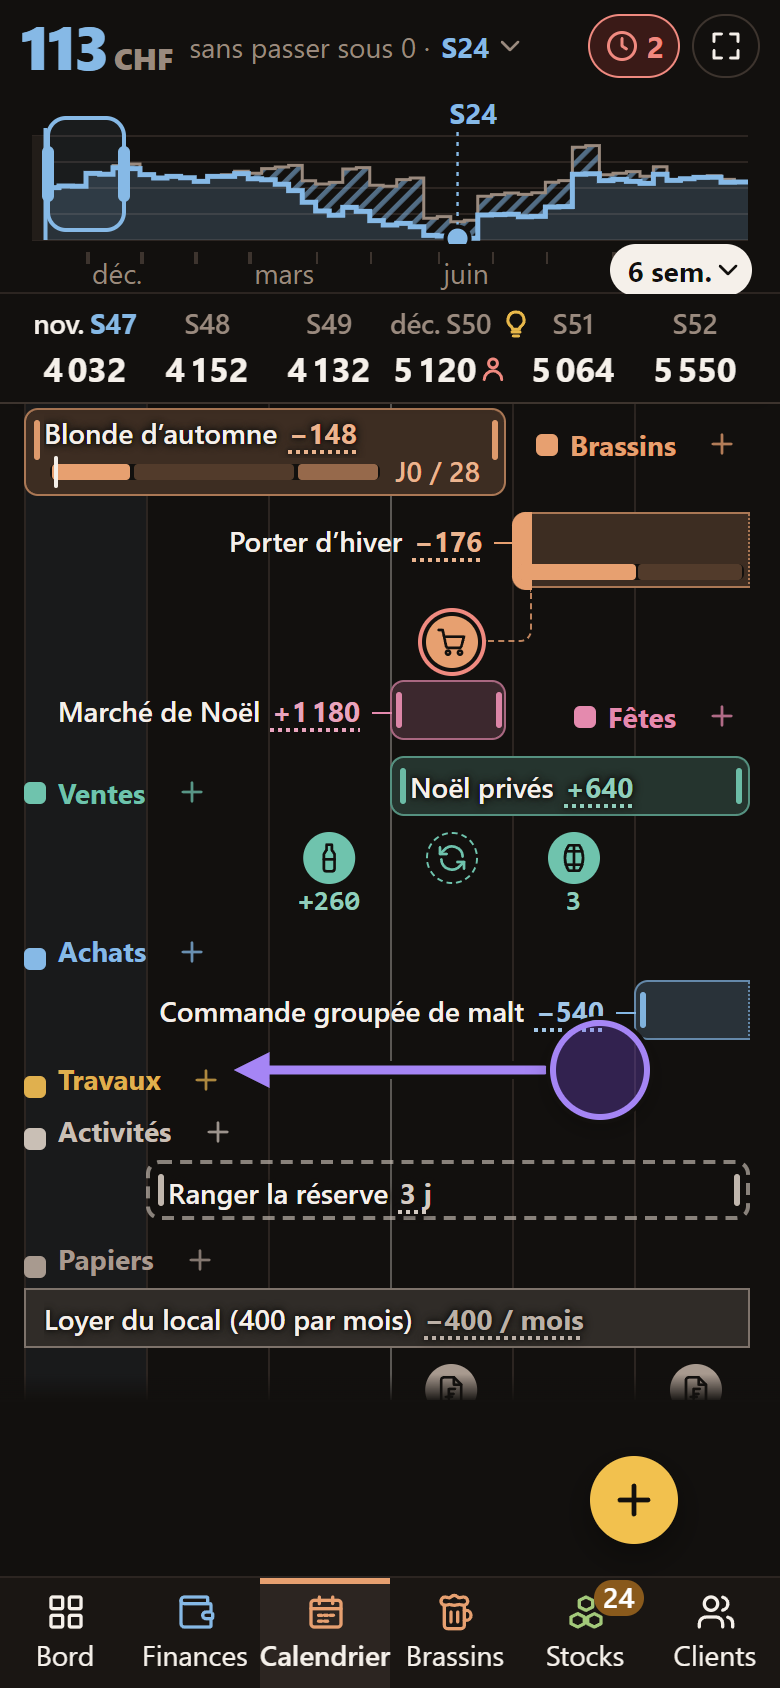 113 CHF sans passer sous 0 · S24
2
S24
déc. mars juin
6 sem.
nov. S47 S48 S49 déc. S50 S51 S52
4 032 4 152 4 132 5 120 5 064 5 550
Blonde d’automne −148
J0 / 28
Brassins +
Porter d’hiver −176
Marché de Noël +1 180
Fêtes +
Ventes +
Noël privés +640
+260
3
Achats +
Commande groupée de malt −540
Travaux +
Activités +
Ranger la réserve 3 j
Papiers +
Loyer du local (400 par mois) −400 / mois
+
24
Bord Finances Calendrier Brassins Stocks Clients